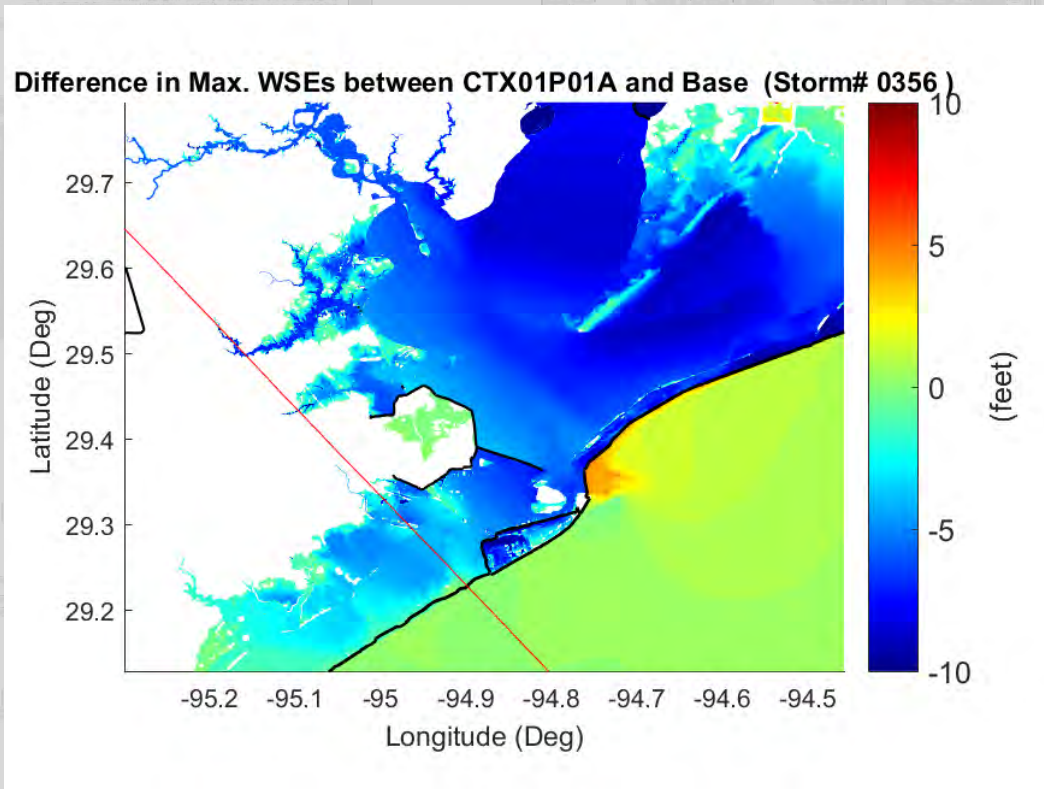 Difference in Max. WSEs between CTX01P01A and Base (Storm# 0356 )
10
5
0
-5
-10
(feet)
29.7
29.6
29.5
29.4
29.3
29.2
Latitude (Deg)
-95.2 -95.1 -95 -94.9 -94.8 -94.7 -94.6 -94.5
Longitude (Deg)